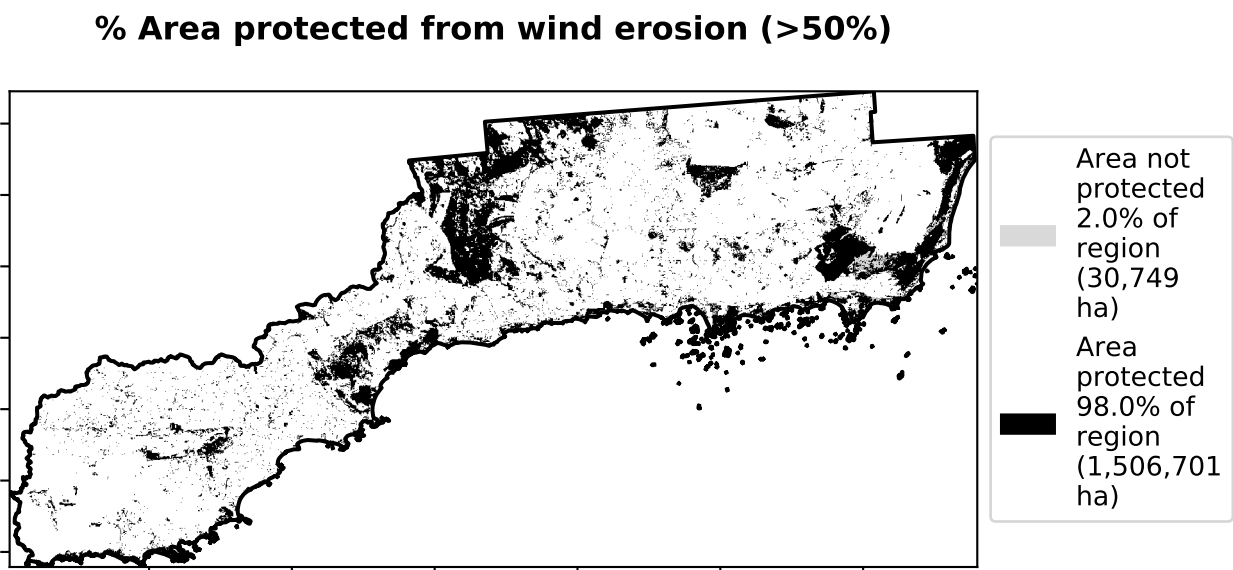 % Area protected from wind erosion (>50%)
Area not
protected
2.0% of
region
(30,749
ha)
Area
protected
98.0% of
region
(1,506,701
ha)